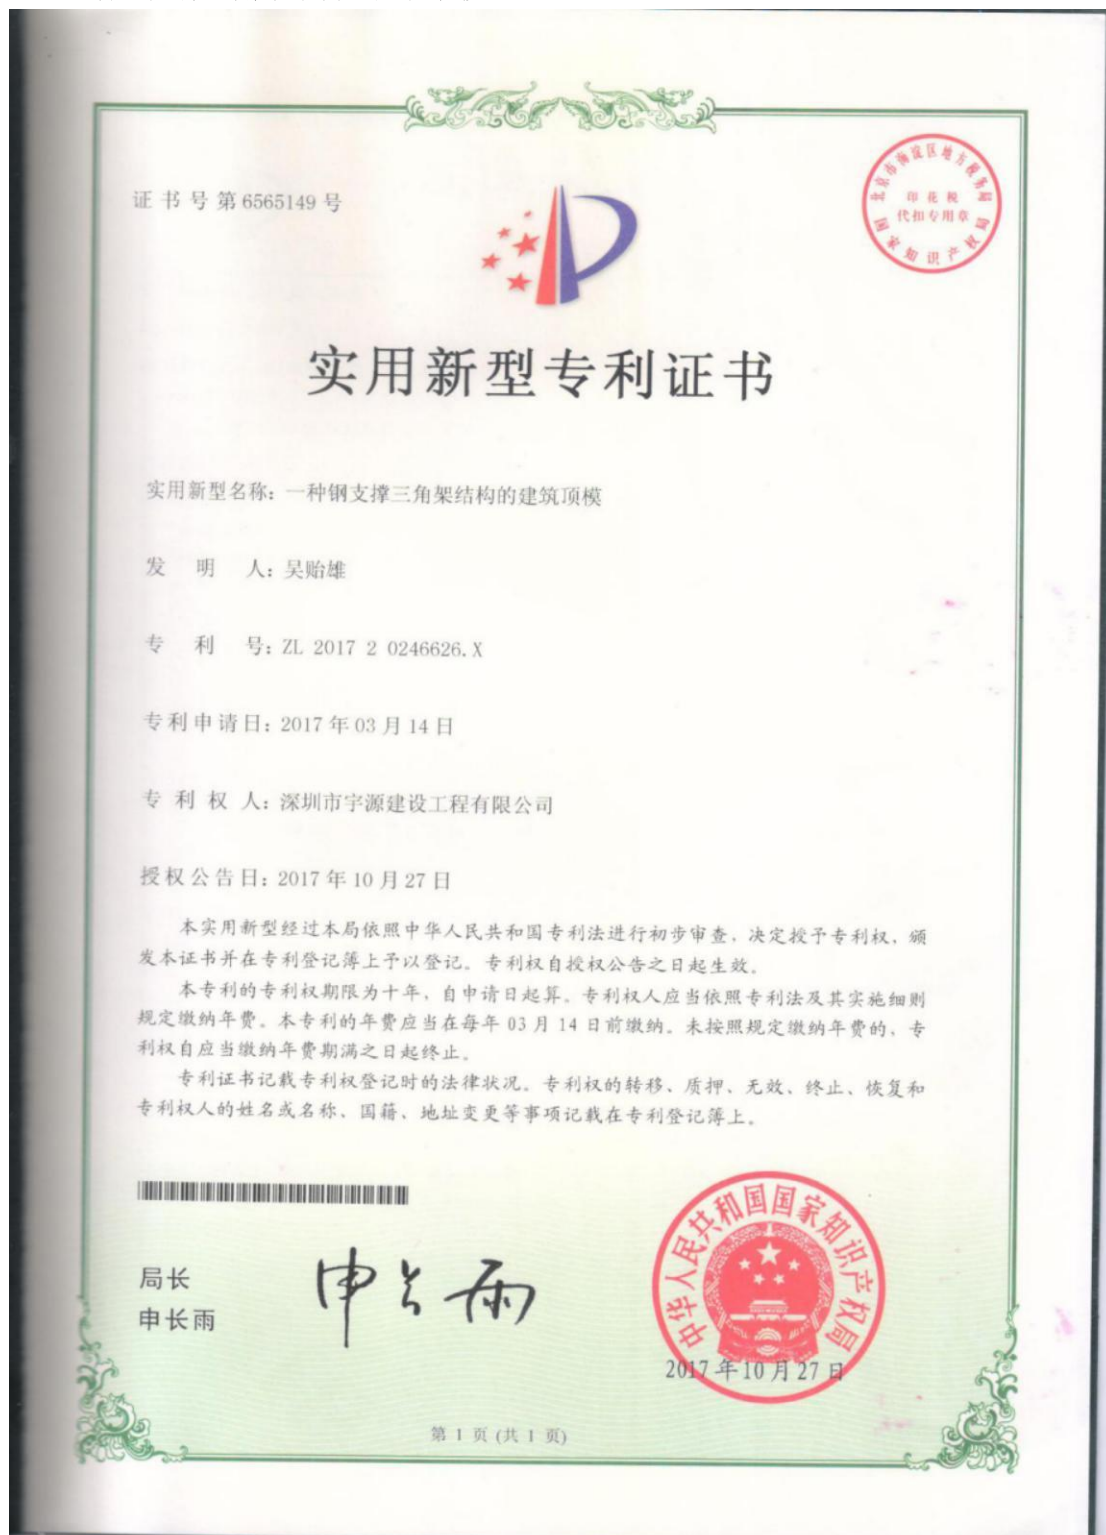 证书号第6565149号
北京市海淀区地方税务局
印花税
代扣专用章
国家知识产权局
实用新型专利证书
实用新型名称：一种钢支撑三角架结构的建筑顶模
发 明 人：吴贻雄
专 利 号：ZL 2017 2 0246626.X
专利申请日：2017年03月14日
专 利 权 人：深圳市宇源建设工程有限公司
授权公告日：2017年10月27日
本实用新型经过本局依照中华人民共和国专利法进行初步审查，决定授予专利权，颁
发本证书并在专利登记簿上予以登记。专利权自授权公告之日起生效。
本专利的专利权期限为十年，自申请日起算。专利权人应当依照专利法及其实施细则
规定缴纳年费。本专利的年费应当在每年03月14日前缴纳。未按照规定缴纳年费的，专
利权自应当缴纳年费期满之日起终止。
专利证书记载专利权登记时的法律状况。专利权的转移、质押、无效、终止、恢复和
专利权人的姓名或名称、国籍、地址变更等事项记载在专利登记簿上。
局长
申长雨
申长雨
中华人民共和国国家知识产权局
2017年10月27日
第 1 页 (共 1 页)